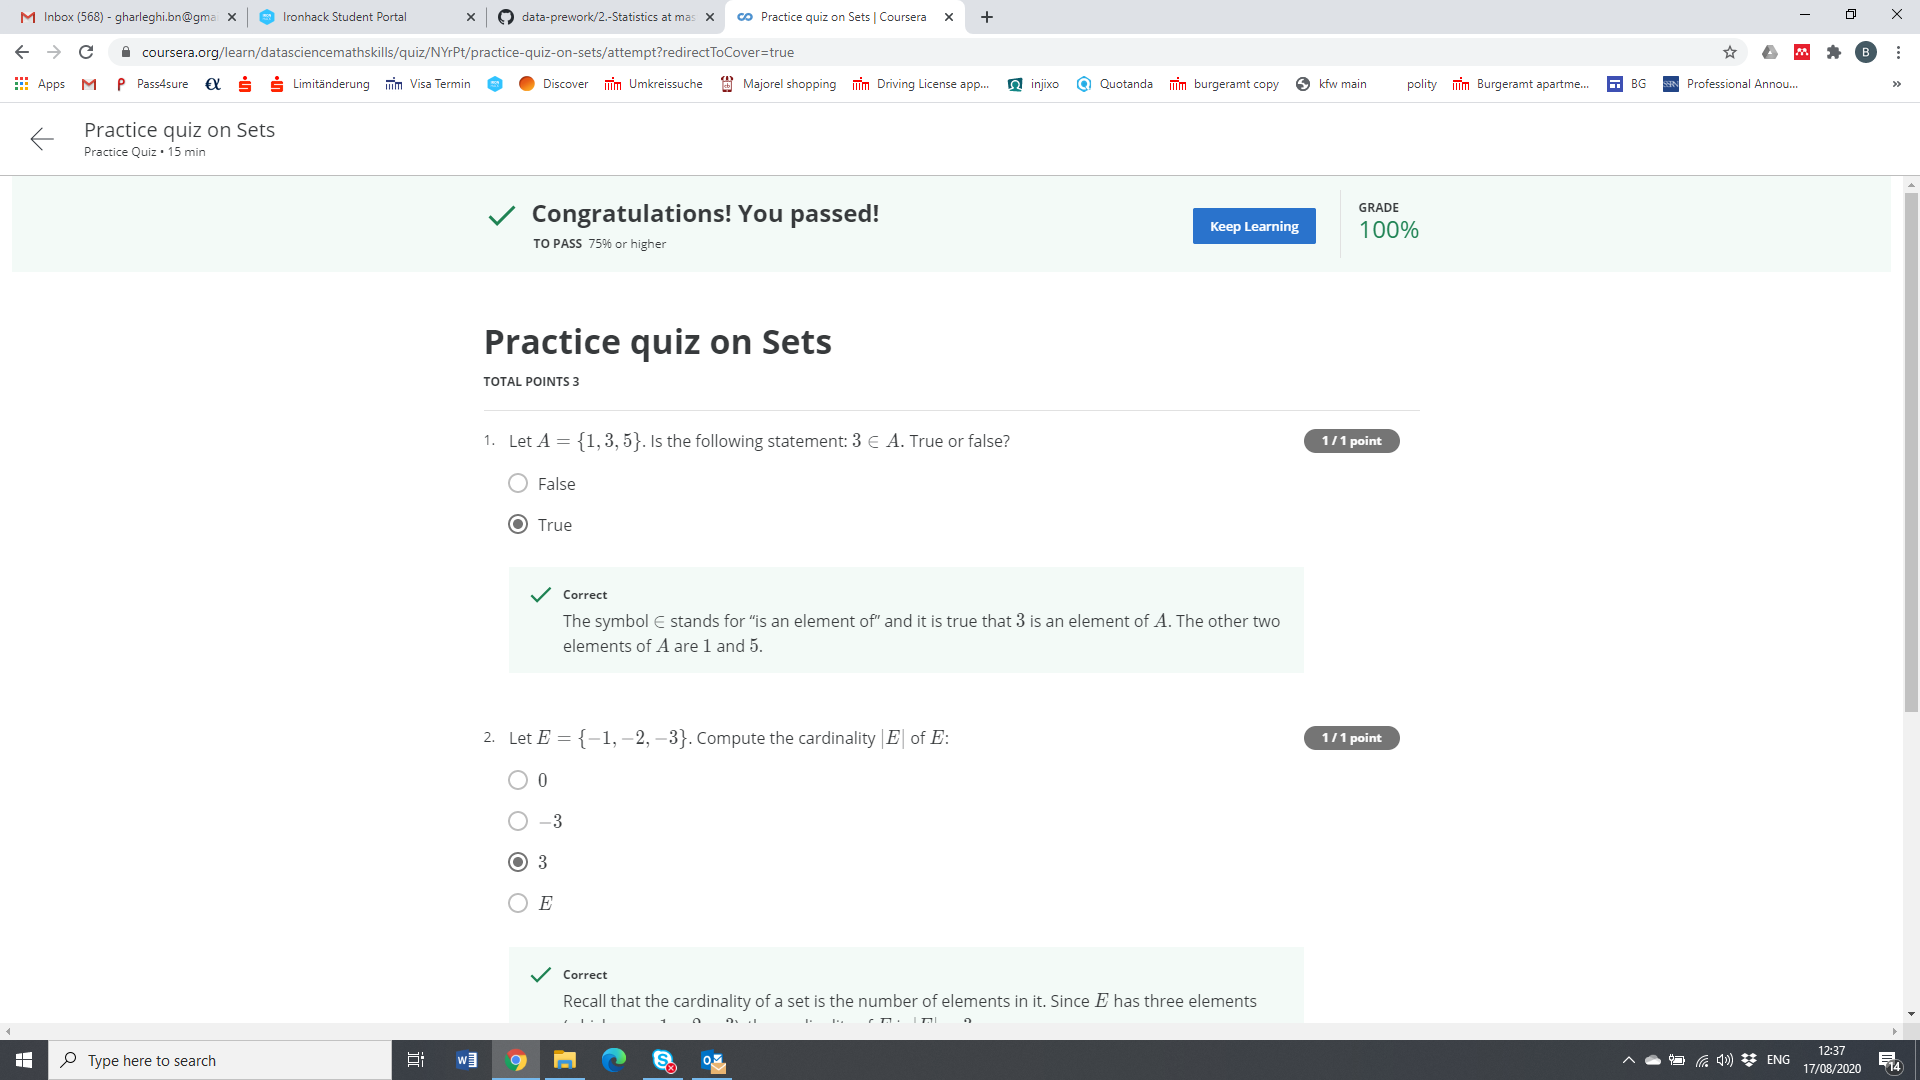 Inbox (568) - gharleghi.bn@gma
Ironhack Student Portal
data-prework/2.-Statistics at mas
Practice quiz on Sets | Coursera
coursera.org/learn/datasciencemathskills/quiz/NYrPt/practice-quiz-on-sets/attempt?redirectToCover=true
B
Apps Pass4sure Limitánderung Visa Termin Discover Umkreissuche Majorel shopping Driving License app... injixo Quotanda burgeramt copy kfw main polity Burgeramt apartme... BG Professional Annou... »
Practice quiz on Sets
Practice Quiz • 15 min
Congratulations! You passed!
TO PASS 75% or higher
Keep Learning
GRADE
100%
Practice quiz on Sets
TOTAL POINTS 3
1. Let A = {1, 3, 5}. Is the following statement: 3 ∈ A. True or false?
1 / 1 point
False
True
Correct
The symbol ∈ stands for “is an element of” and it is true that 3 is an element of A. The other two
elements of A are 1 and 5.
2. Let E = {−1, −2, −3}. Compute the cardinality |E| of E:
1 / 1 point
0
−3
3
E
Correct
Recall that the cardinality of a set is the number of elements in it. Since E has three elements
Type here to search
ENG
12:37
17/08/2020
14